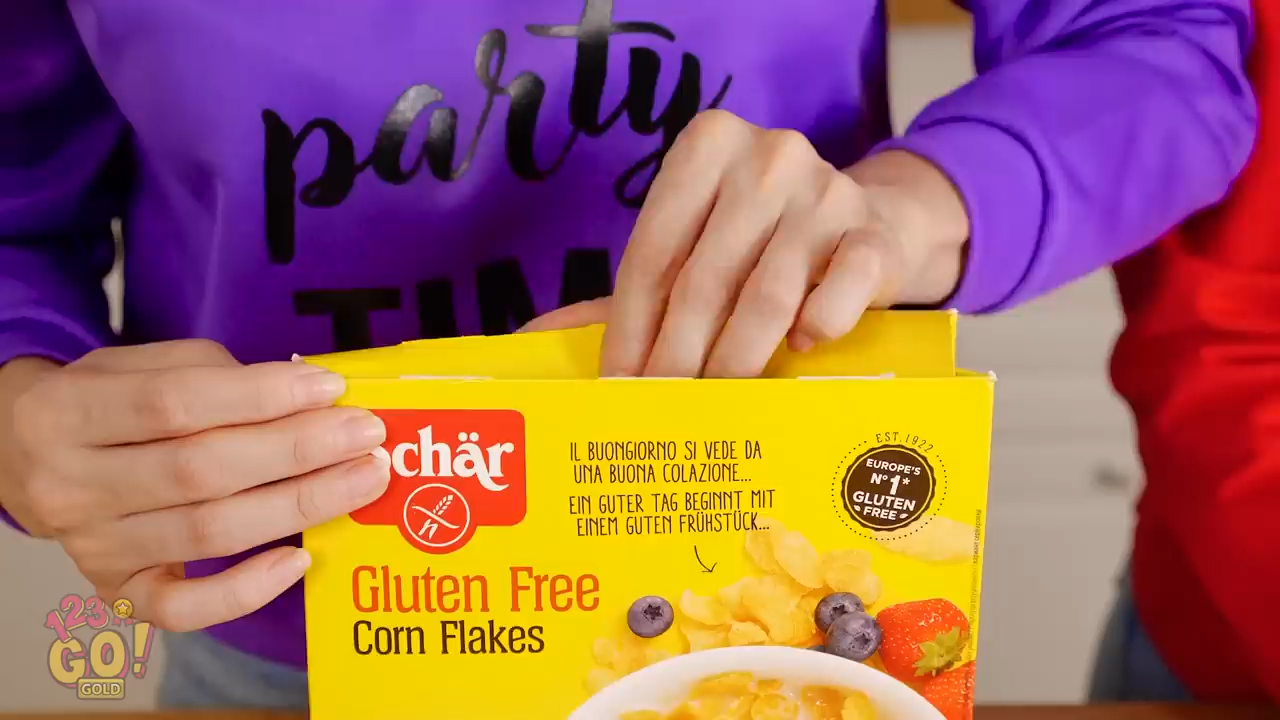 party
TIM
schär
IL BUONGIORNO SI VEDE DA
UNA BUONA COLAZIONE...
EIN GUTER TAG BEGINNT MIT
EINEM GUTEN FRÜHSTÜCK...
EST. 1922
EUROPE'S
N° 1*
GLUTEN
FREE
Gluten Free
Corn Flakes
123
GO!
GOLD